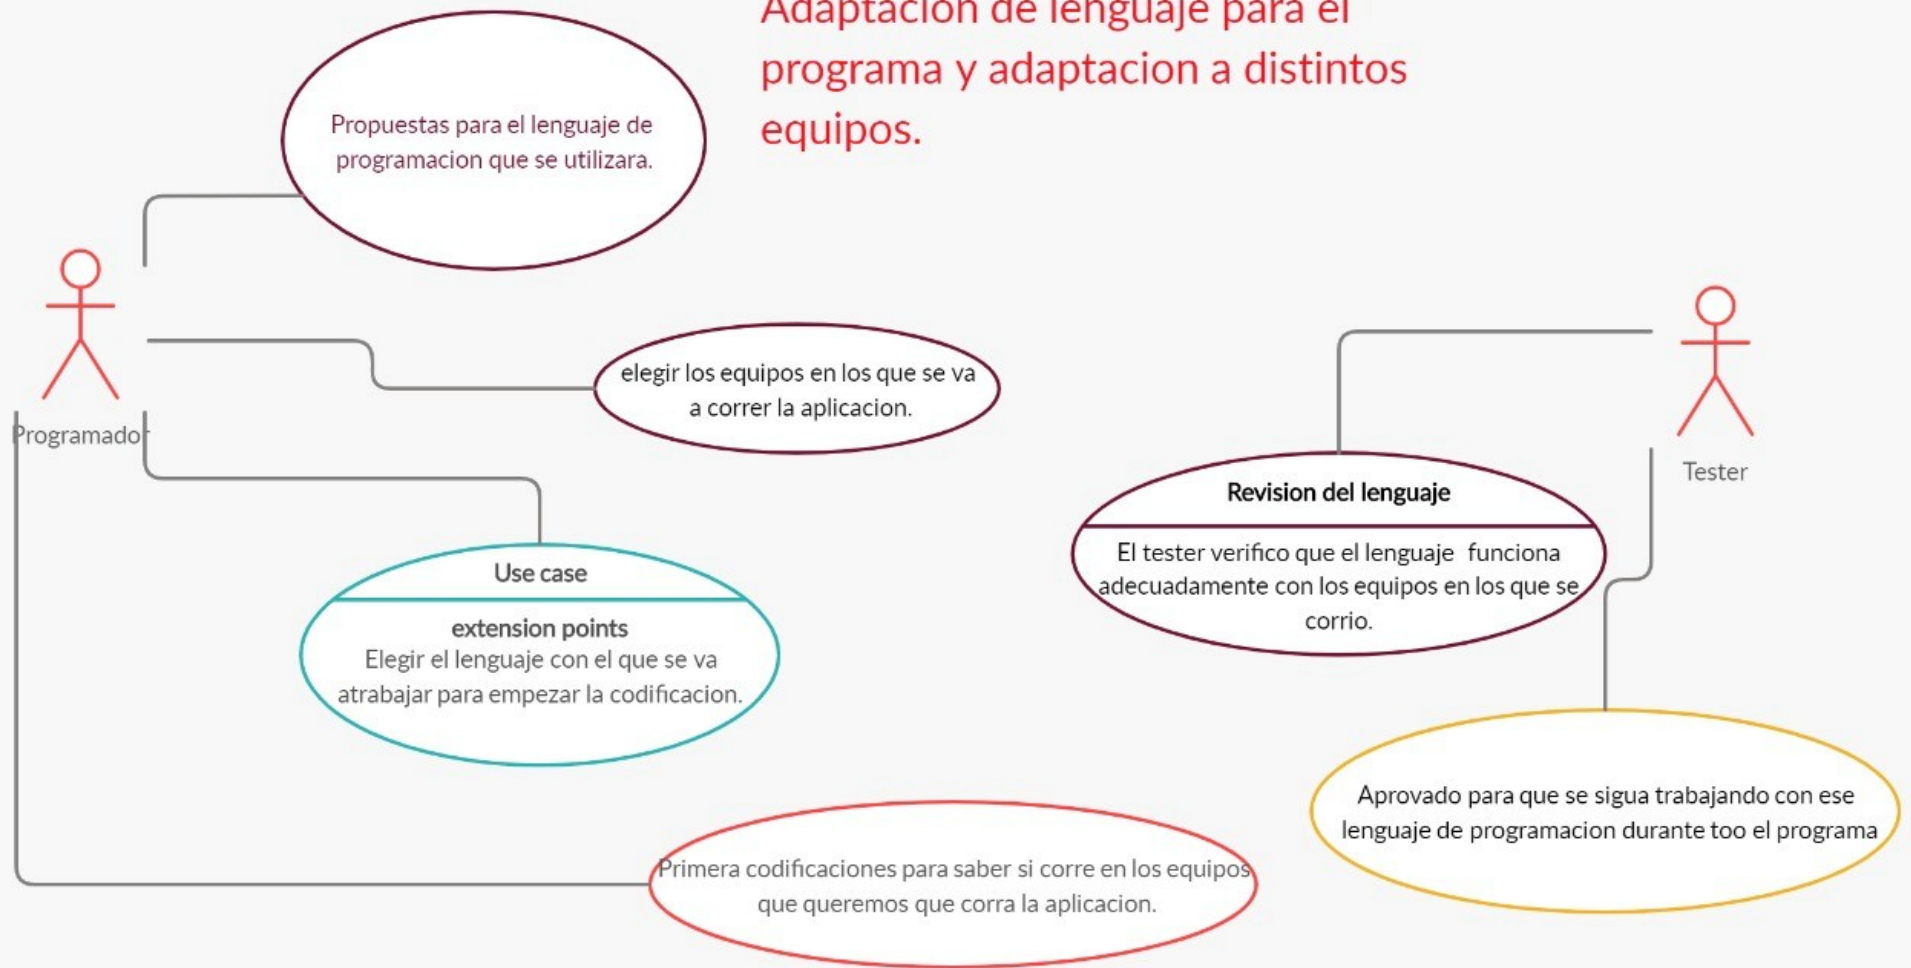 Adaptacion de lenguaje para el
programa y adaptacion a distintos
equipos.
Propuestas para el lenguaje de
programacion que se utilizara.
elegir los equipos en los que se va
a correr la aplicacion.
Programador
Tester
Revision del lenguaje
El tester verifico que el lenguaje funciona
adecuadamente con los equipos en los que se
corrio.
Use case
extension points
Elegir el lenguaje con el que se va
atrabajar para empezar la codificacion.
Aprovado para que se sigua trabajando con ese
lenguaje de programacion durante too el programa
Primera codificaciones para saber si corre en los equipos
que queremos que corra la aplicacion.